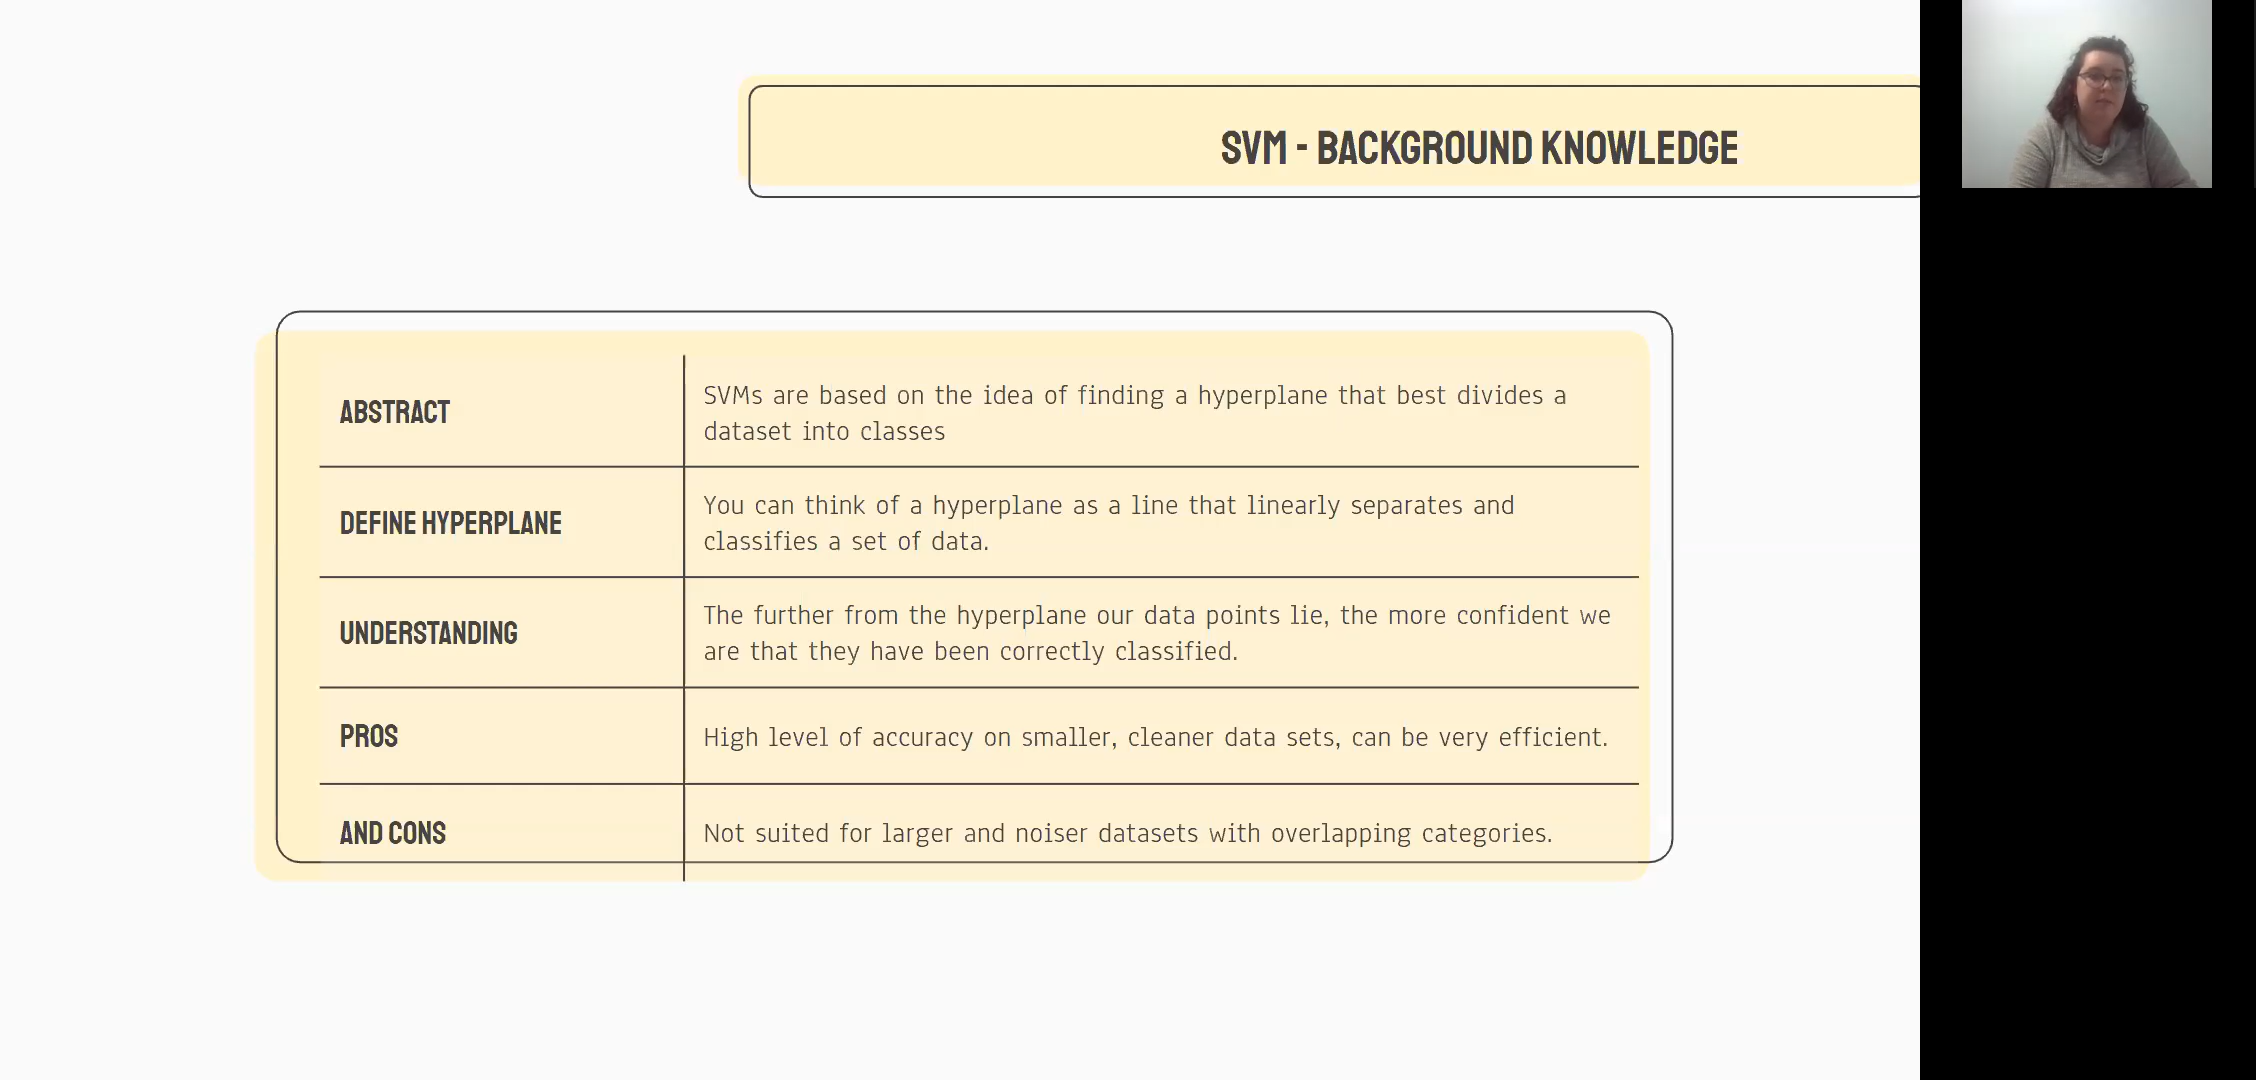 SVM - BACKGROUND KNOWLEDGE
ABSTRACT
SVMs are based on the idea of finding a hyperplane that best divides a
dataset into classes
DEFINE HYPERPLANE
You can think of a hyperplane as a line that linearly separates and
classifies a set of data.
UNDERSTANDING
The further from the hyperplane our data points lie, the more confident we
are that they have been correctly classified.
PROS
High level of accuracy on smaller, cleaner data sets, can be very efficient.
AND CONS
Not suited for larger and noiser datasets with overlapping categories.